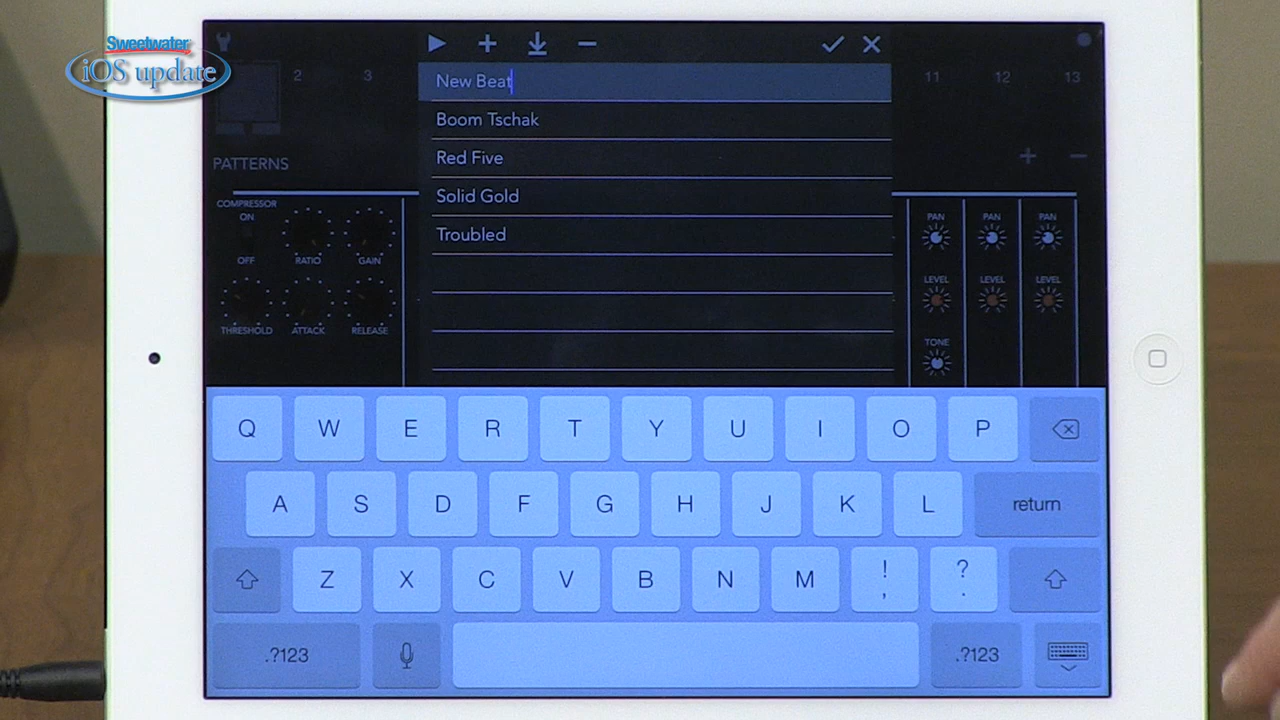 Sweetwater
iOS update
2 3
11 12 13
New Beat
Boom Tschak
Red Five
Solid Gold
Troubled
PATTERNS
COMPRESSOR
ON
OFF
RATIO GAIN
THRESHOLD ATTACK RELEASE
PAN PAN PAN
LEVEL LEVEL LEVEL
TONE
Q W E R T Y U I O P
A S D F G H J K L return
Z X C V B N M ! , ? .
.?123 .?123